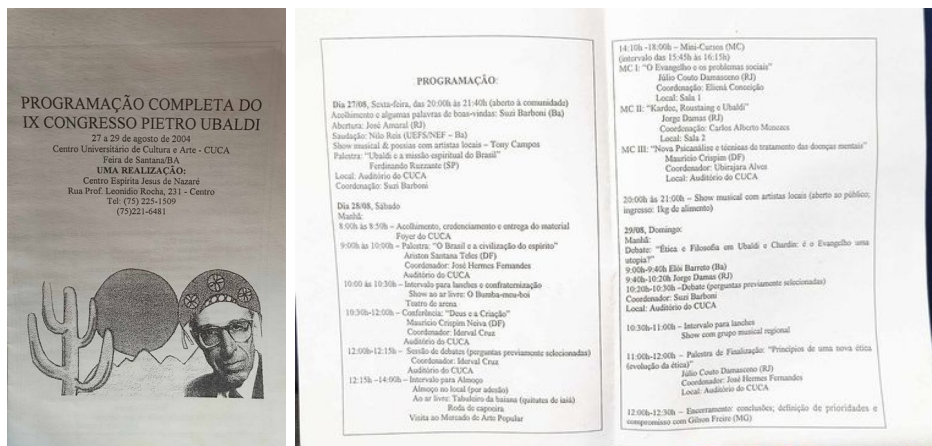 PROGRAMAÇÃO COMPLETA DO
IX CONGRESSO PIETRO UBALDI
27 a 29 de agosto de 2004
Centro Universitário de Cultura e Arte - CUCA
Feira de Santana/BA
UMA REALIZAÇÃO:
Centro Espírita Jesus de Nazaré
Rua Prof. Leonídio Rocha, 231 - Centro
Tel: (75) 225-1509
(75)221-6481
PROGRAMAÇÃO:
Dia 27/08, Sexta-feira, das 20:00h às 21:40h (aberto à comunidade)
Acolhimento e algumas palavras de boas-vindas: Suzi Barboni (Ba)
Abertura: José Amaral (RJ)
Saudação: Nilo Reis (UEFS/NEF – Ba)
Show musical & poesias com artistas locais – Tony Campos
Palestra: "Ubaldi e a missão espiritual do Brasil"
Ferdinando Ruzzante (SP)
Local: Auditório do CUCA
Coordenação: Suzi Barboni
Dia 28/08, Sábado
Manhã:
8:00h às 8:50h – Acolhimento, credenciamento e entrega do material
Foyer do CUCA
9:00h às 10:00h – Palestra: "O Brasil e a civilização do espírito"
Ariston Santana Teles (DF)
Coordenador: José Hermes Fernandes
Auditório do CUCA
10:00 às 10:30h – Intervalo para lanches e confraternização
Show ao ar livre: O Bumba-meu-boi
Teatro de arena
10:30h-12:00h – Conferência: "Deus e a Criação"
Maurício Crispim Neiva (DF)
Coordenador: Iderval Cruz
Auditório do CUCA
12:00h-12:15h – Sessão de debates (perguntas previamente selecionadas)
Coordenador: Iderval Cruz
Auditório do CUCA
12:15h –14:00h – Intervalo para Almoço
Almoço no local (por adesão)
Ao ar livre: Tabuleiro da baiana (quitutes de iaiá)
Roda de capoeira
Visita ao Mercado de Arte Popular
14:10h -18:00h – Mini-Cursos (MC)
(intervalo das 15:45h às 16:15h)
MC I: "O Evangelho e os problemas sociais"
Júlio Couto Damasceno (RJ)
Coordenação: Elioná Conceição
Local: Sala 1
MC II: "Kardec, Roustaing e Ubaldi"
Jorge Damas (RJ)
Coordenação: Carlos Alberto
Local: Sala 2
MC III: "Nova Psicanálise e técnicas de tratamento das doenças mentais"
Maurício Crispim (DF)
Coordenador: Ubirajara Alves
Local: Auditório do CUCA
20:00h às 21:00h – Show musical com artistas locais (aberto ao público;
ingresso: 1kg de alimento)
29/08, Domingo:
Manhã:
Debate: "Ética e Filosofia em Ubaldi e Chardin: é o Evangelho uma
utopia?"
9:00h-9:40h Elói Barreto (Ba)
9:40h-10:20h Jorge Damas (RJ)
10:20h-10:30h –Debate (perguntas previamente selecionadas)
Coordenador: Suzi Barboni
Local: Auditório do CUCA
10:30h-11:00h – Intervalo para lanches
Show com grupo musical regional
11:00h-12:00h – Palestra de Finalização: "Princípios de uma nova ética
(evolução da ética)"
Júlio Couto Damasceno (RJ)
Coordenador: José Hermes Fernandes
Local: Auditório do CUCA
12:00h-12:30h – Encerramento: conclusões; definição de prioridades e
compromisso com Gilson Freire (MG)